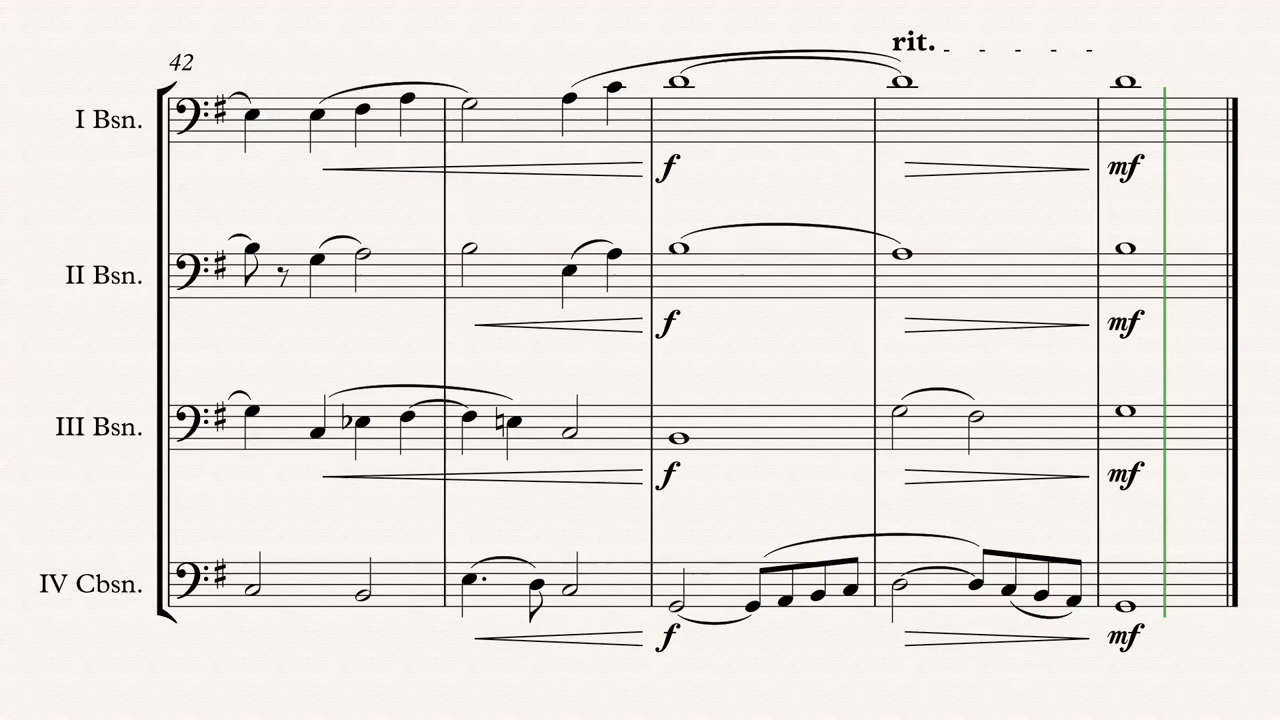 rit.
42
I Bsn.
f
mf
II Bsn.
f
mf
III Bsn.
f
mf
IV Cbsn.
f
mf